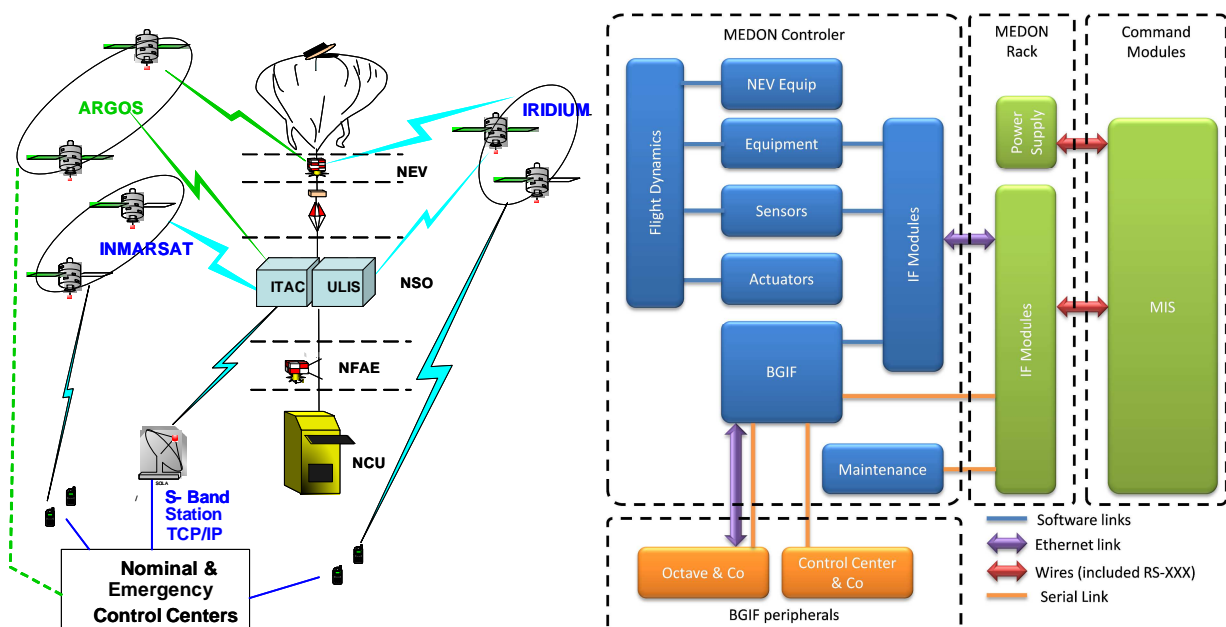 ARGOS
IRIDIUM
NEV
INMARSAT
ITAC
ULIS
NSO
NFAE
NCU
SOLA
S- Band
Station
TCP/IP
Nominal &
Emergency
Control Centers
MEDON Controler
Flight Dynamics
NEV Equip
Equipment
Sensors
Actuators
IF Modules
BGIF
Maintenance
MEDON
Rack
Power
Supply
IF Modules
Command
Modules
MIS
Octave & Co
Control Center
& Co
BGIF peripherals
Software links
Ethernet link
Wires (included RS-XXX)
Serial Link